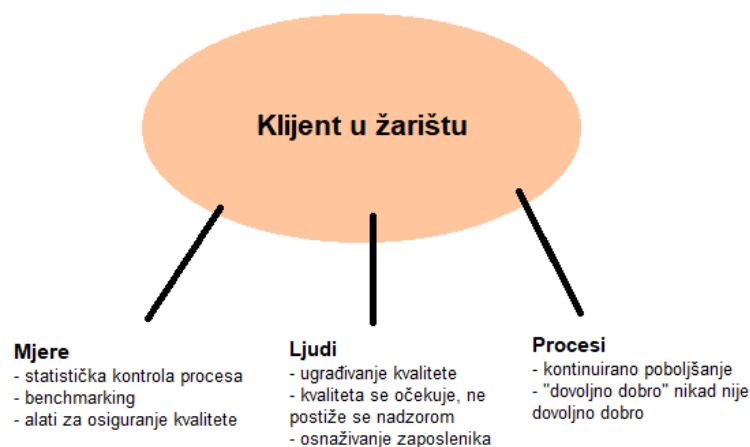 Klijent u žarištu
Mjere
- statistička kontrola procesa
- benchmarking
- alati za osiguranje kvalitete
Ljudi
- ugrađivanje kvalitete
- kvaliteta se očekuje, ne
postiže se nadzorom
- osnaživanje zaposlenika
Procesi
- kontinuirano poboljšanje
- "dovoljno dobro" nikad nije
dovoljno dobro